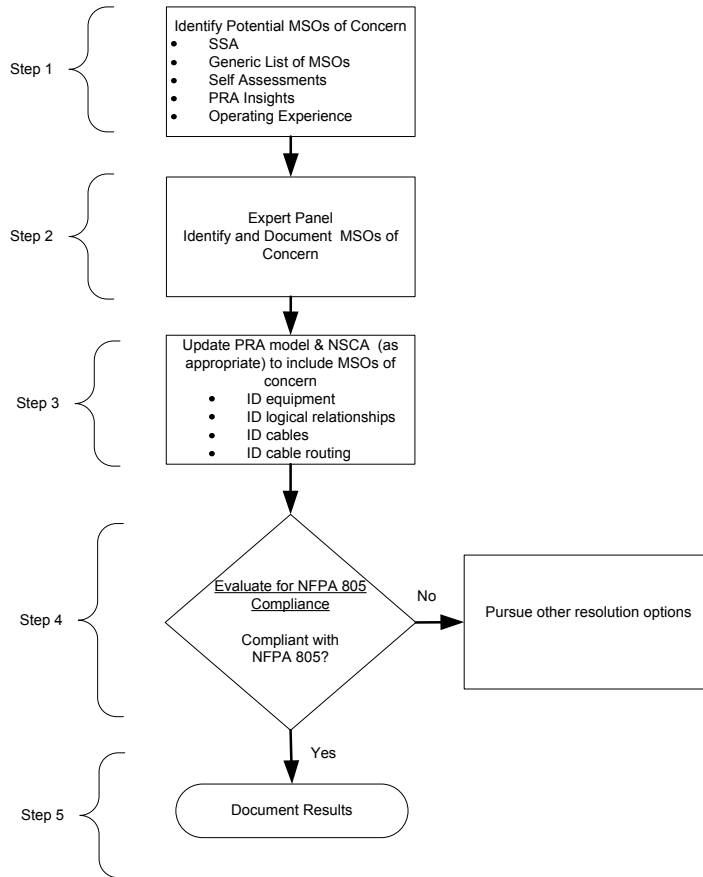 Step 1
Identify Potential MSOs of Concern
• SSA
• Generic List of MSOs
• Self Assessments
• PRA Insights
• Operating Experience
Step 2
Expert Panel
Identify and Document MSOs of
Concern
Step 3
Update PRA model & NSCA (as
appropriate) to include MSOs of
concern
• ID equipment
• ID logical relationships
• ID cables
• ID cable routing
Step 4
Evaluate for NFPA 805
Compliance
Compliant with
NFPA 805?
No
Pursue other resolution options
Yes
Step 5
Document Results